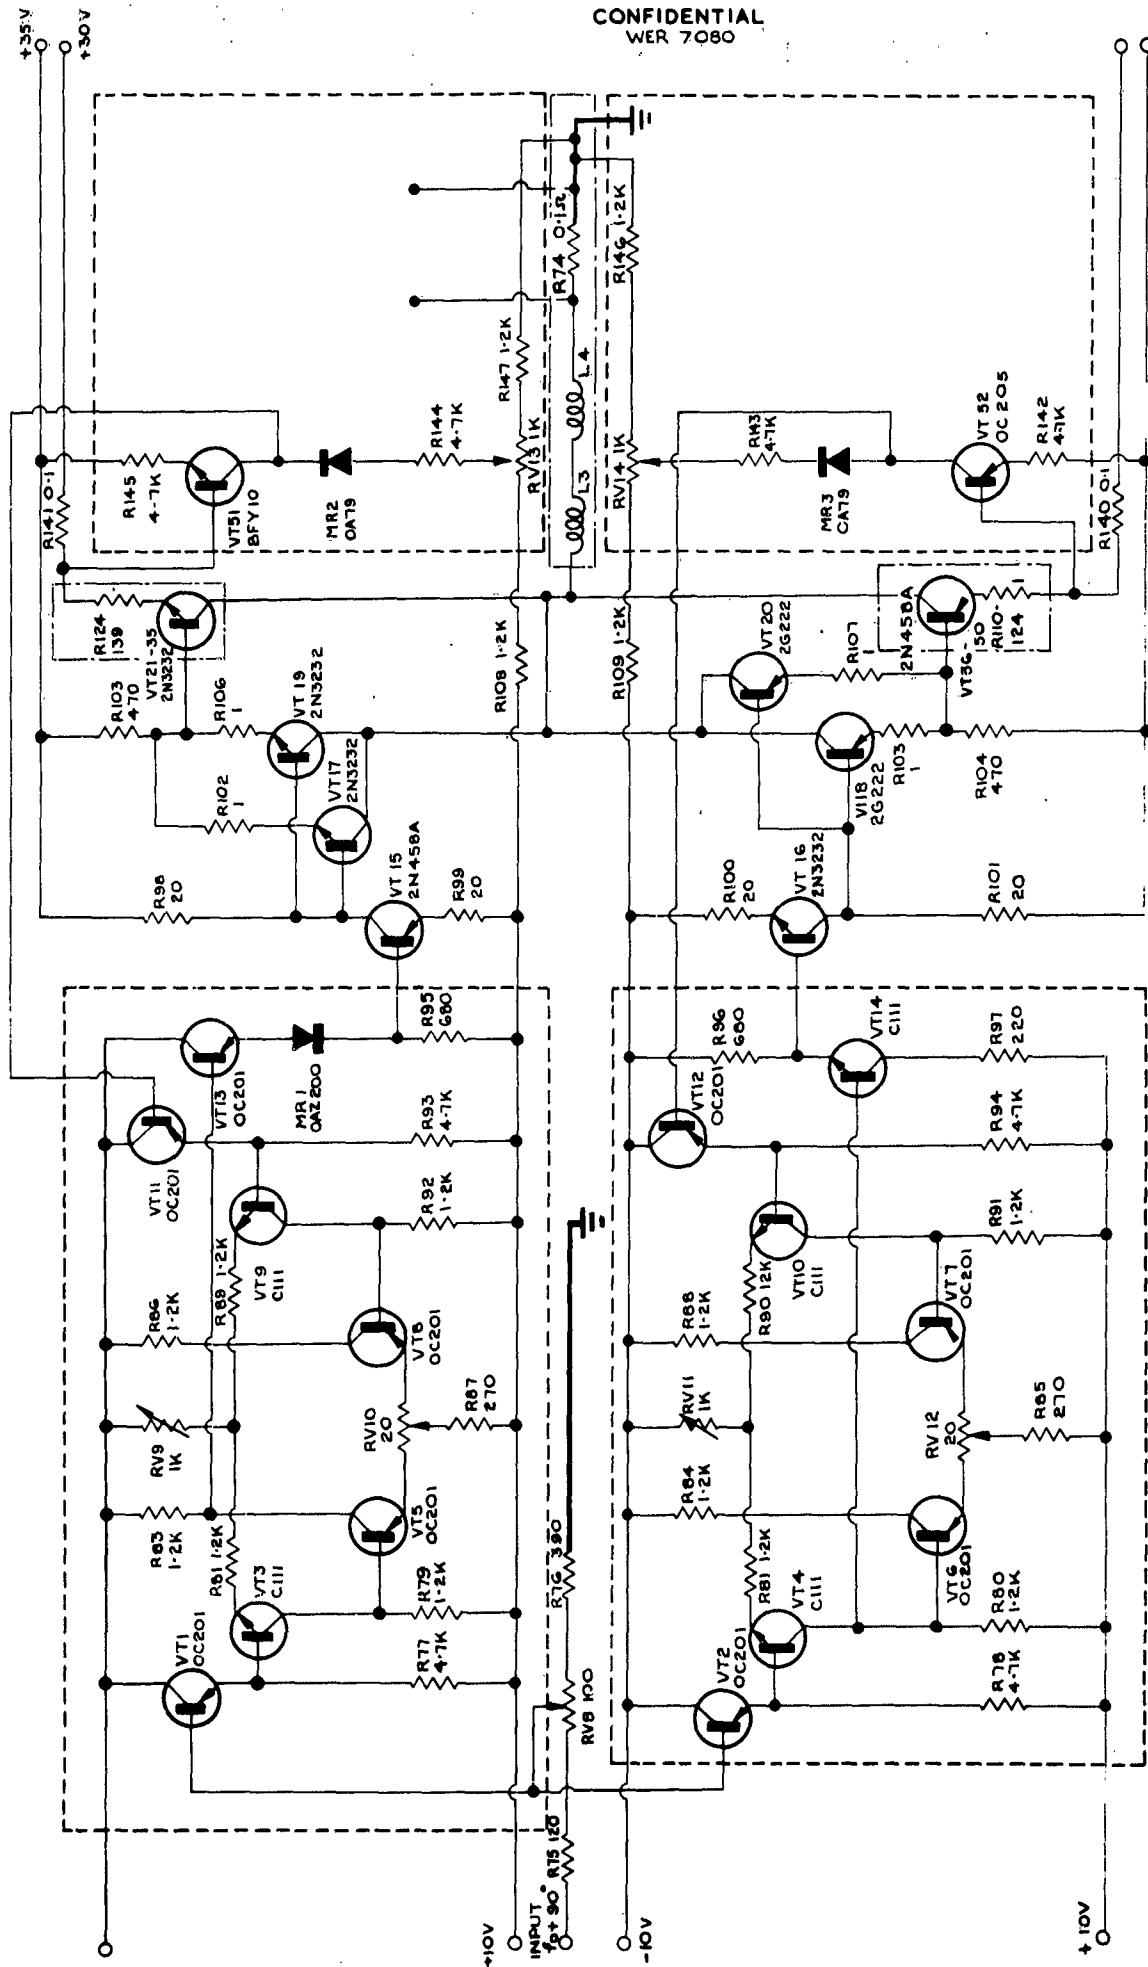 CONFIDENTIAL
WER 7080
+35V
+30V
R141 0·1
R145
4·7K
VT51
BFY10
MR2
OA79
R144
4·7K
R147 1·2K
RV13 1K
R74 0·1Ω
L4
L3
R146 1·2K
RV14 1K
R143
4·7K
MR3
CA79
VT52
OC205
R142
47K
R140 0·1
R124
139
VT21-35
2N3232
R103
470
R106
1
VT19
2N3232
R102
1
VT17
2N3232
R98
20
VT15
2N458A
R99
20
R108 1·2K
R109 1·2K
VT20
2G222
R107
1
2N458A
VT36-50
R110-
124
1
V118
2G222
R103
1
R104
470
R100
20
VT16
2N3232
R101
20
VT13
OC201
MR1
OAZ200
R95
680
VT11
OC201
R93
4·7K
R92
1·2K
R89 1·2K
VT9
C111
R86
1·2K
VT8
OC201
RV9
1K
RV10
20
R87
270
R83
1·2K
VT5
OC201
R81 1·2K
VT3
C111
R79
1·2K
VT1
OC201
R77
4·7K
R96
680
VT14
C111
R97
220
VT12
OC201
R94
4·7K
R91
1·2K
R90 12K
VT10
C111
R88
1·2K
VT7
OC201
RV11
1K
RV12
20
R85
270
R84
1·2K
R81 1·2K
VT4
C111
VT6
OC201
R80
1·2K
VT2
OC201
R78
4·7K
R76 390
RV8 100
R75 120
+10V
INPUT
+90°
-10V
+10V